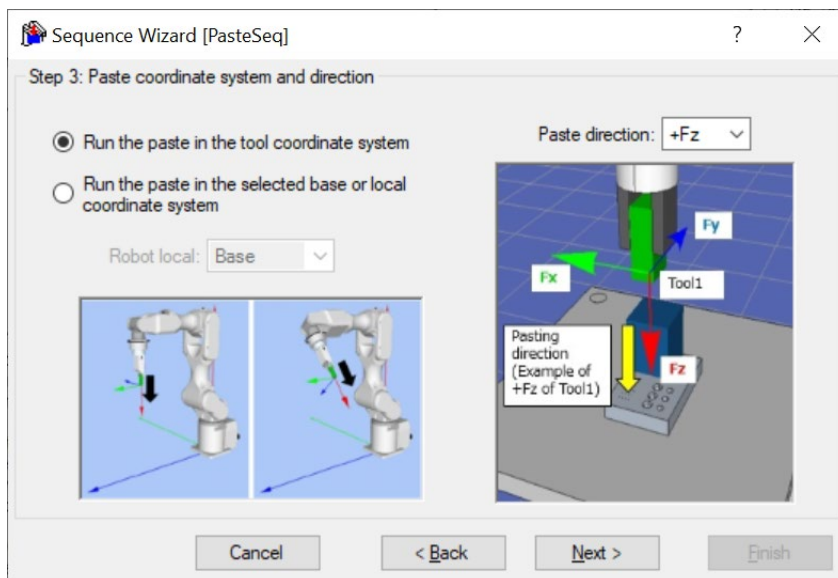 Sequence Wizard [PasteSeq]
?
Step 3: Paste coordinate system and direction
Run the paste in the tool coordinate system
Run the paste in the selected base or local
coordinate system
Robot local: Base
Paste direction: +Fz
Fy
Fx
Tool1
Pasting
direction
(Example of
+Fz of Tool1)
Fz
Cancel
< Back
Next >
Finish